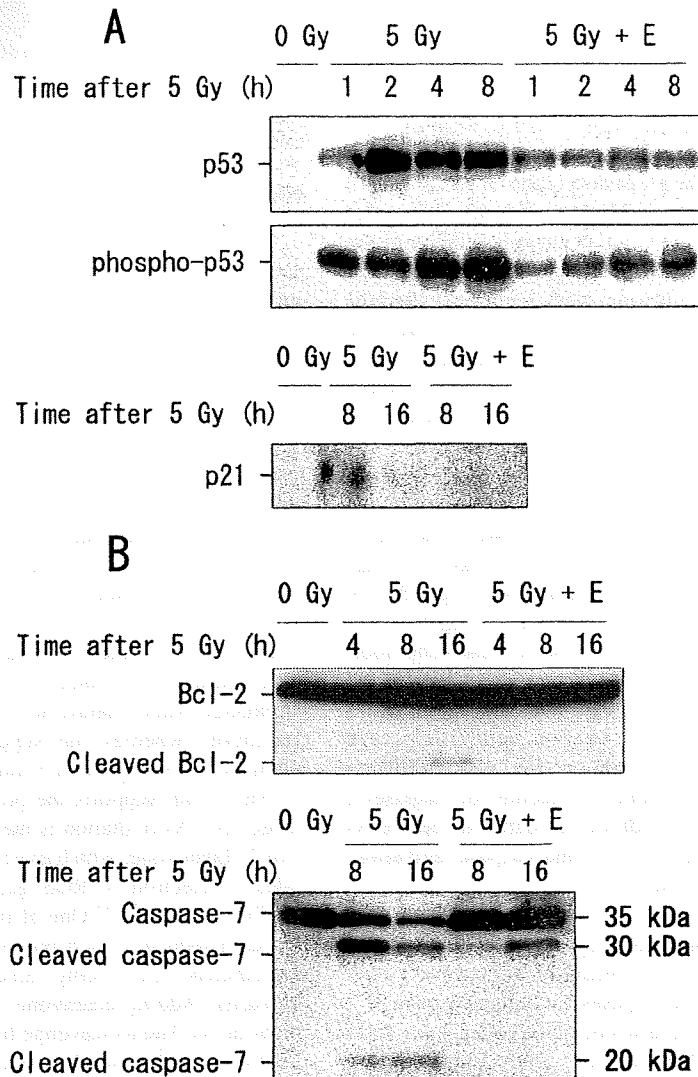 A
0 Gy 5 Gy 5 Gy + E
Time after 5 Gy (h) 1 2 4 8 1 2 4 8
p53
phospho-p53
0 Gy 5 Gy 5 Gy + E
Time after 5 Gy (h) 8 16 8 16
p21
B
0 Gy 5 Gy 5 Gy + E
Time after 5 Gy (h) 4 8 16 4 8 16
Bcl-2
Cleaved Bcl-2
0 Gy 5 Gy 5 Gy + E
Time after 5 Gy (h) 8 16 8 16
Caspase-7 35 kDa
Cleaved caspase-7 30 kDa
Cleaved caspase-7 20 kDa